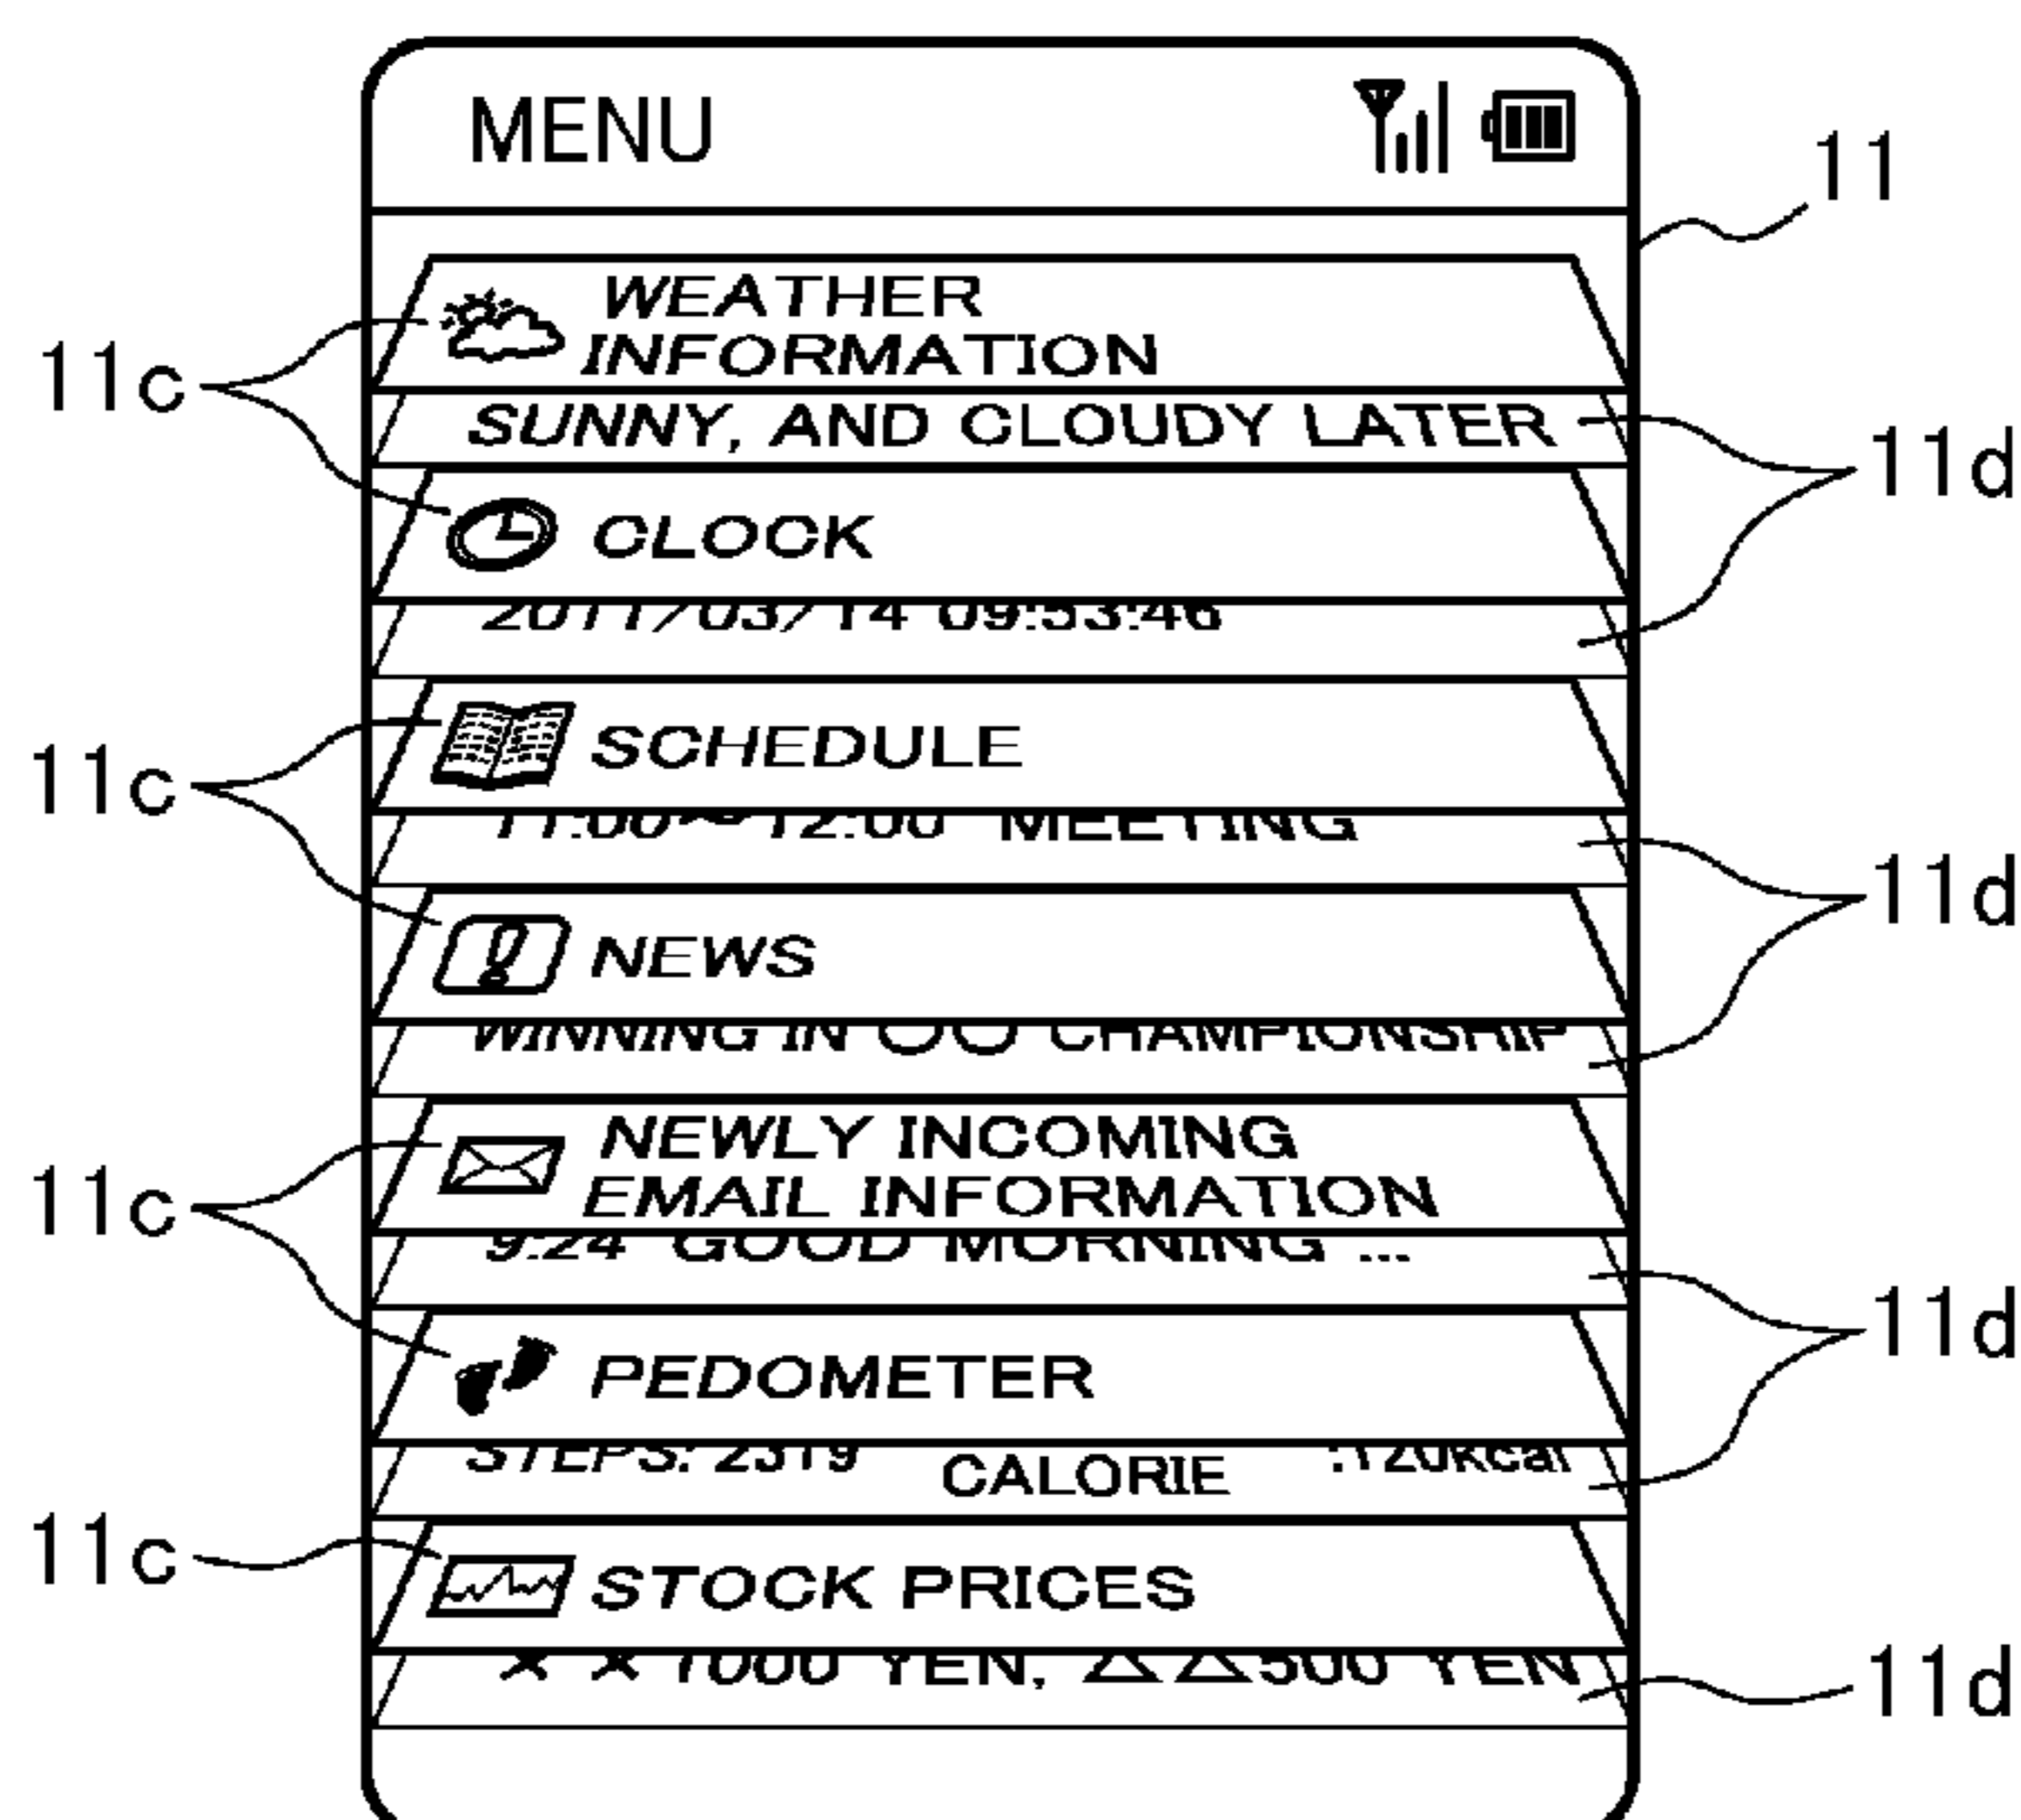 MENU
11
WEATHER
INFORMATION
11c
SUNNY, AND CLOUDY LATER
11d
CLOCK
2011/03/14 09:53:46
SCHEDULE
11c
11:00～12:00 MEETING
11d
NEWS
WINNING IN ○○ CHAMPIONSHIP
NEWLY INCOMING
EMAIL INFORMATION
11c
9:24 GOOD MORNING ...
11d
PEDOMETER
STEPS: 2319 CALORIE :120kcal
11c
STOCK PRICES
××1000 YEN, △△500 YEN
11d